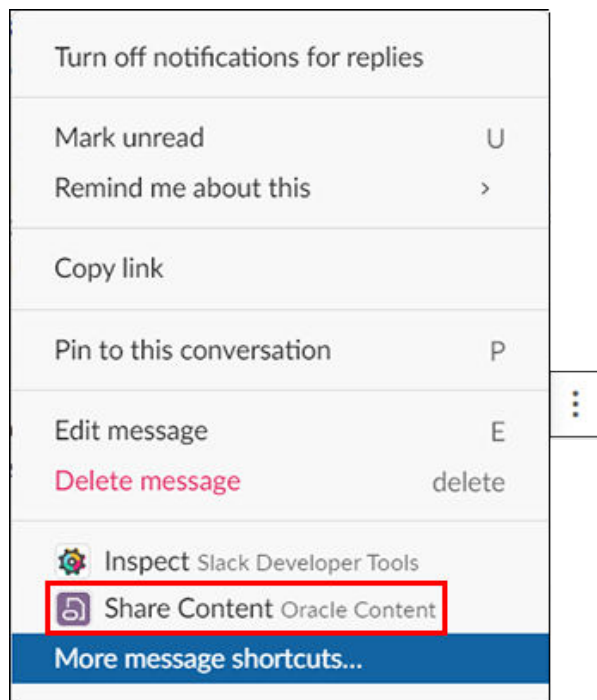 Turn off notifications for replies
Mark unread U
Remind me about this >
Copy link
Pin to this conversation P
Edit message E
Delete message delete
Inspect Slack Developer Tools
Share Content Oracle Content
More message shortcuts...